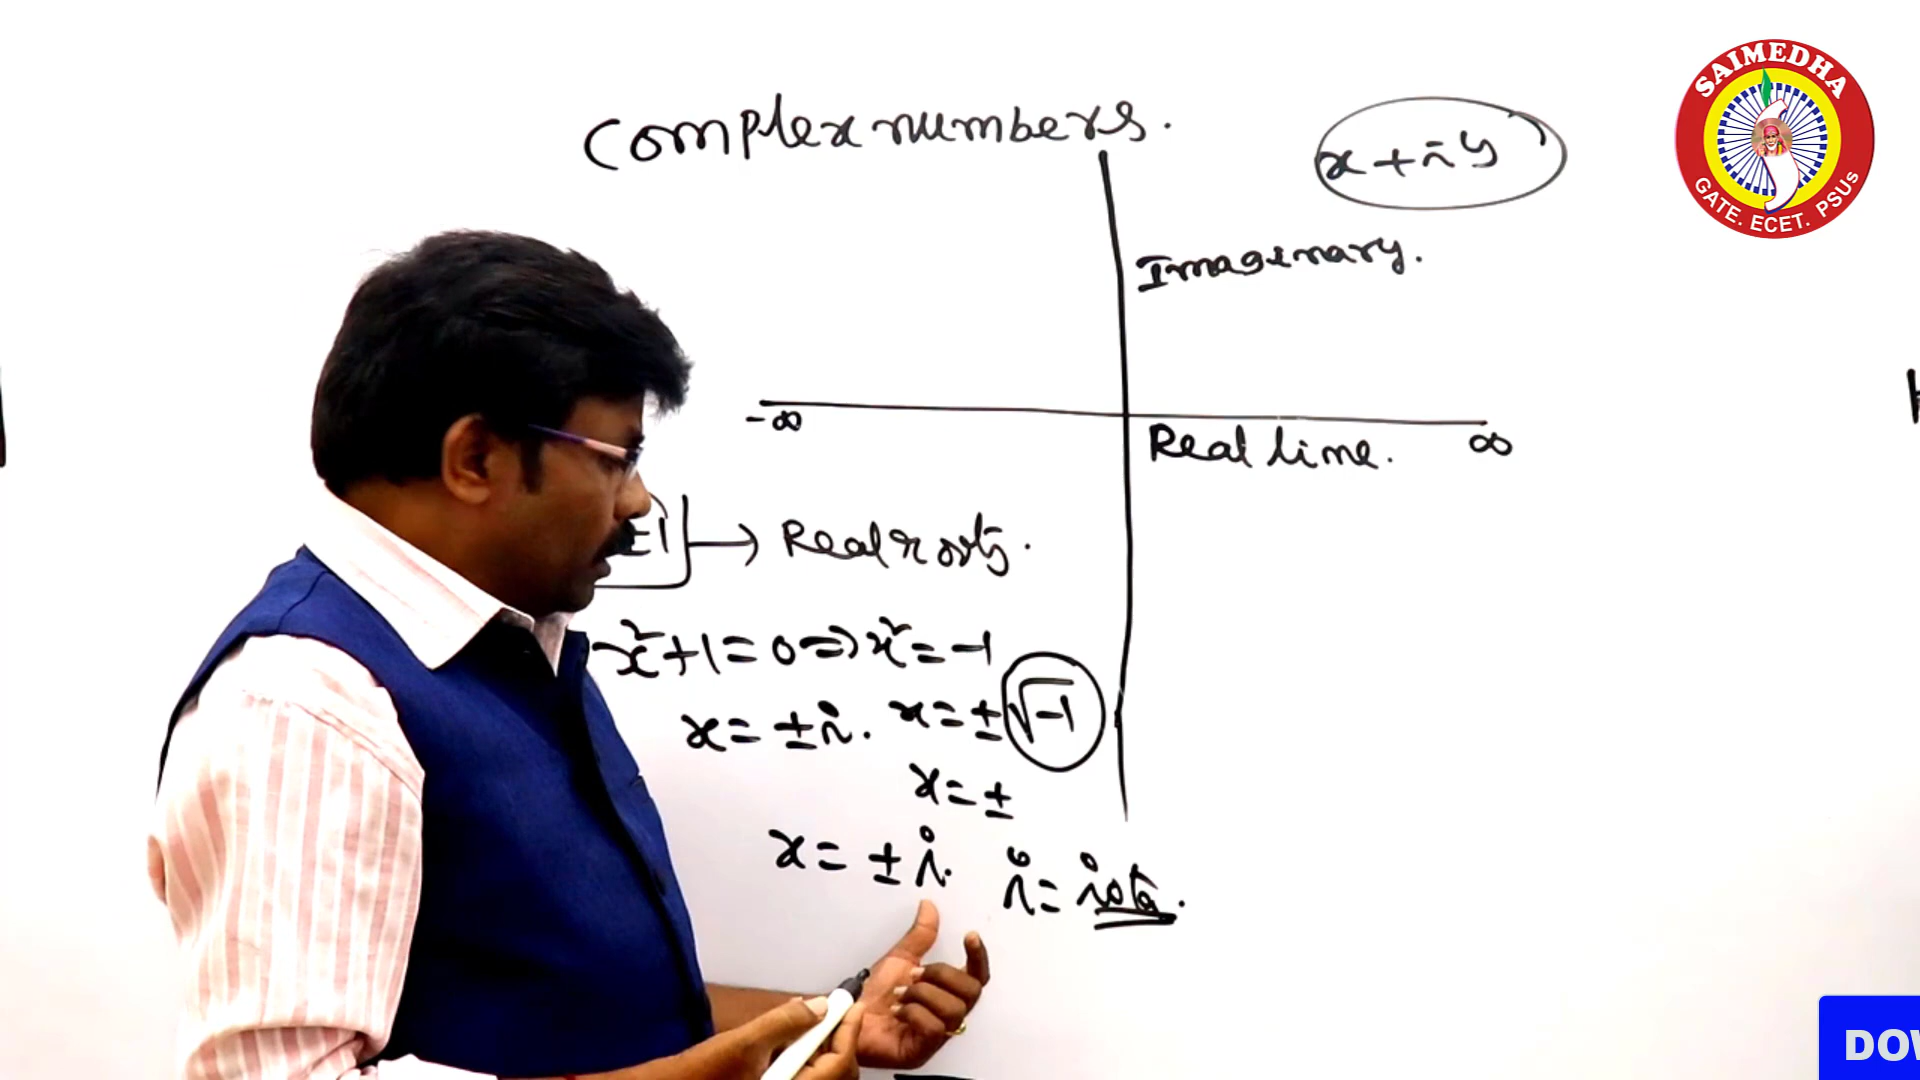 Complex numbers.
x + iy
SAIMEDHA
GATE. ECET. PSUs
Imaginary.
-∞
Real line.
∞
±1 → Real roots.
x²+1=0 ⇒ x²=-1
x= ±i. x=±√-1
x=±
x= ±i. i= iota.